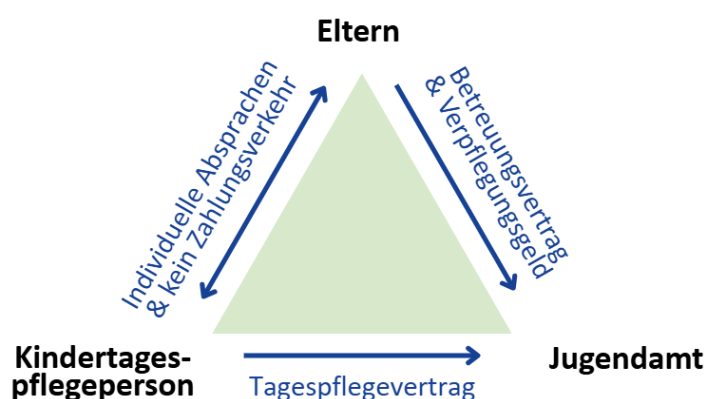 Eltern
Individuelle Absprachen
& kein Zahlungsverkehr
Betreuungsvertrag
& Verpflegungsgeld
Kindertages-
pflegeperson
Jugendamt
Tagespflegevertrag